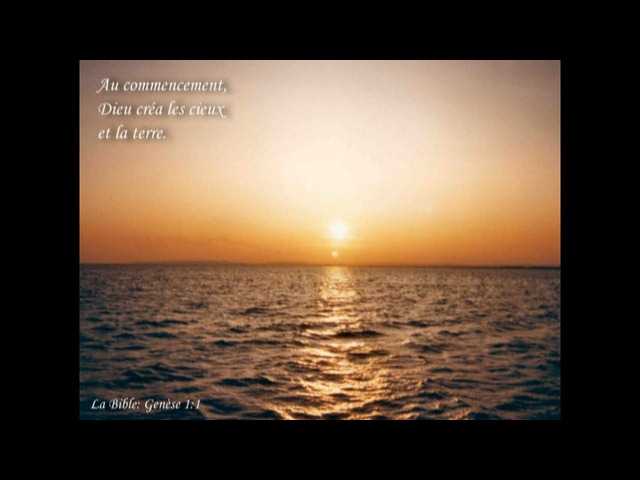 Au commencement,
Dieu créa les cieux
et la terre.
La Bible: Genèse 1:1